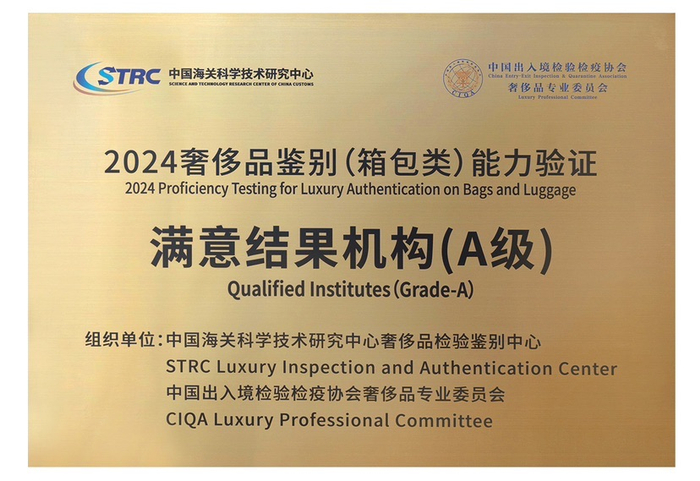 STRC 中国海关科学技术研究中心
SCIENCE AND TECHNOLOGY RESEARCH CENTER OF CHINA CUSTOMS
CIQA
中国出入境检验检疫协会
China Entry-Exit Inspection & Quarantine Association
奢侈品专业委员会
Luxury Professional Committee
2024奢侈品鉴别(箱包类)能力验证
2024 Proficiency Testing for Luxury Authentication on Bags and Luggage
满意结果机构(A级)
Qualified Institutes(Grade-A)
组织单位:中国海关科学技术研究中心奢侈品检验鉴别中心
STRC Luxury Inspection and Authentication Center
中国出入境检验检疫协会奢侈品专业委员会
CIQA Luxury Professional Committee